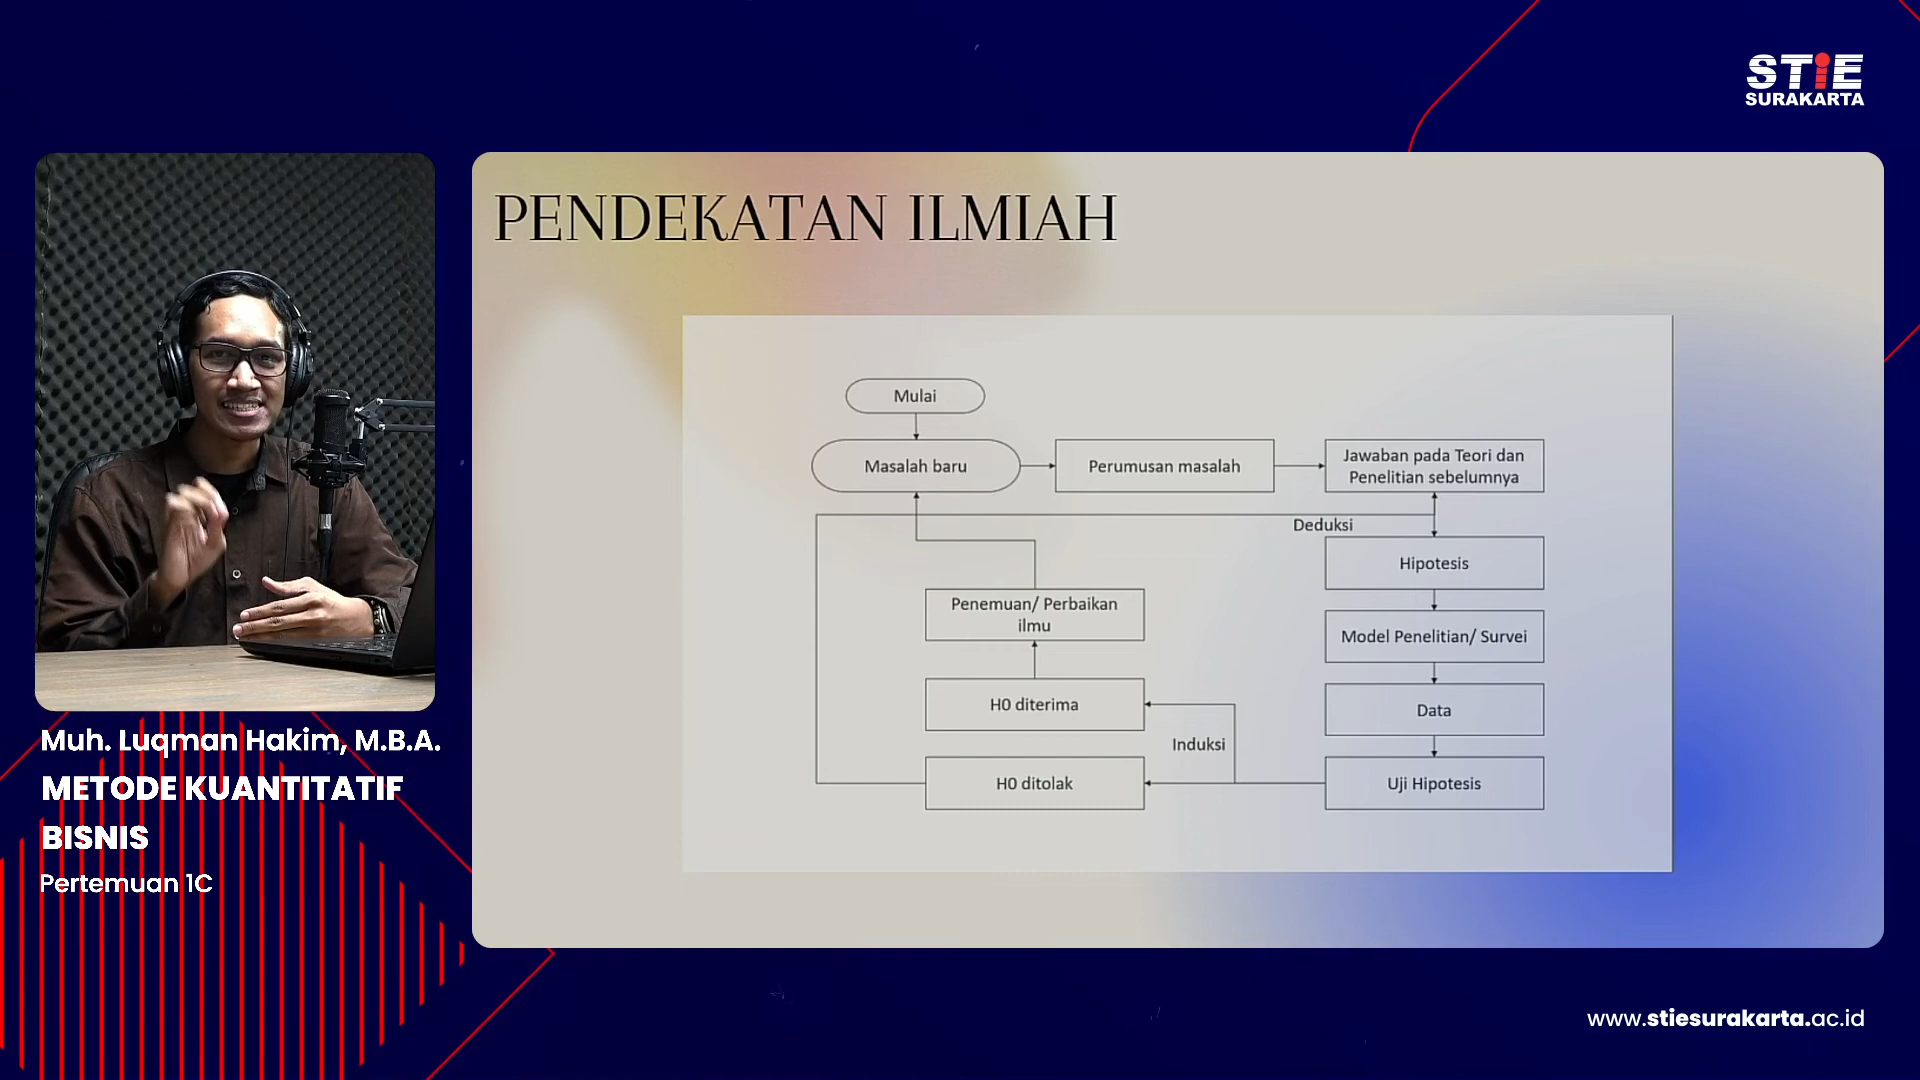 STiE
SURAKARTA
PENDEKATAN ILMIAH
Mulai
Masalah baru
Perumusan masalah
Jawaban pada Teori dan
Penelitian sebelumnya
Deduksi
Hipotesis
Penemuan/ Perbaikan
ilmu
Model Penelitian/ Survei
H0 diterima
Data
Induksi
H0 ditolak
Uji Hipotesis
Muh. Luqman Hakim, M.B.A.
METODE KUANTITATIF
BISNIS
Pertemuan 1C
www.stiesurakarta.ac.id